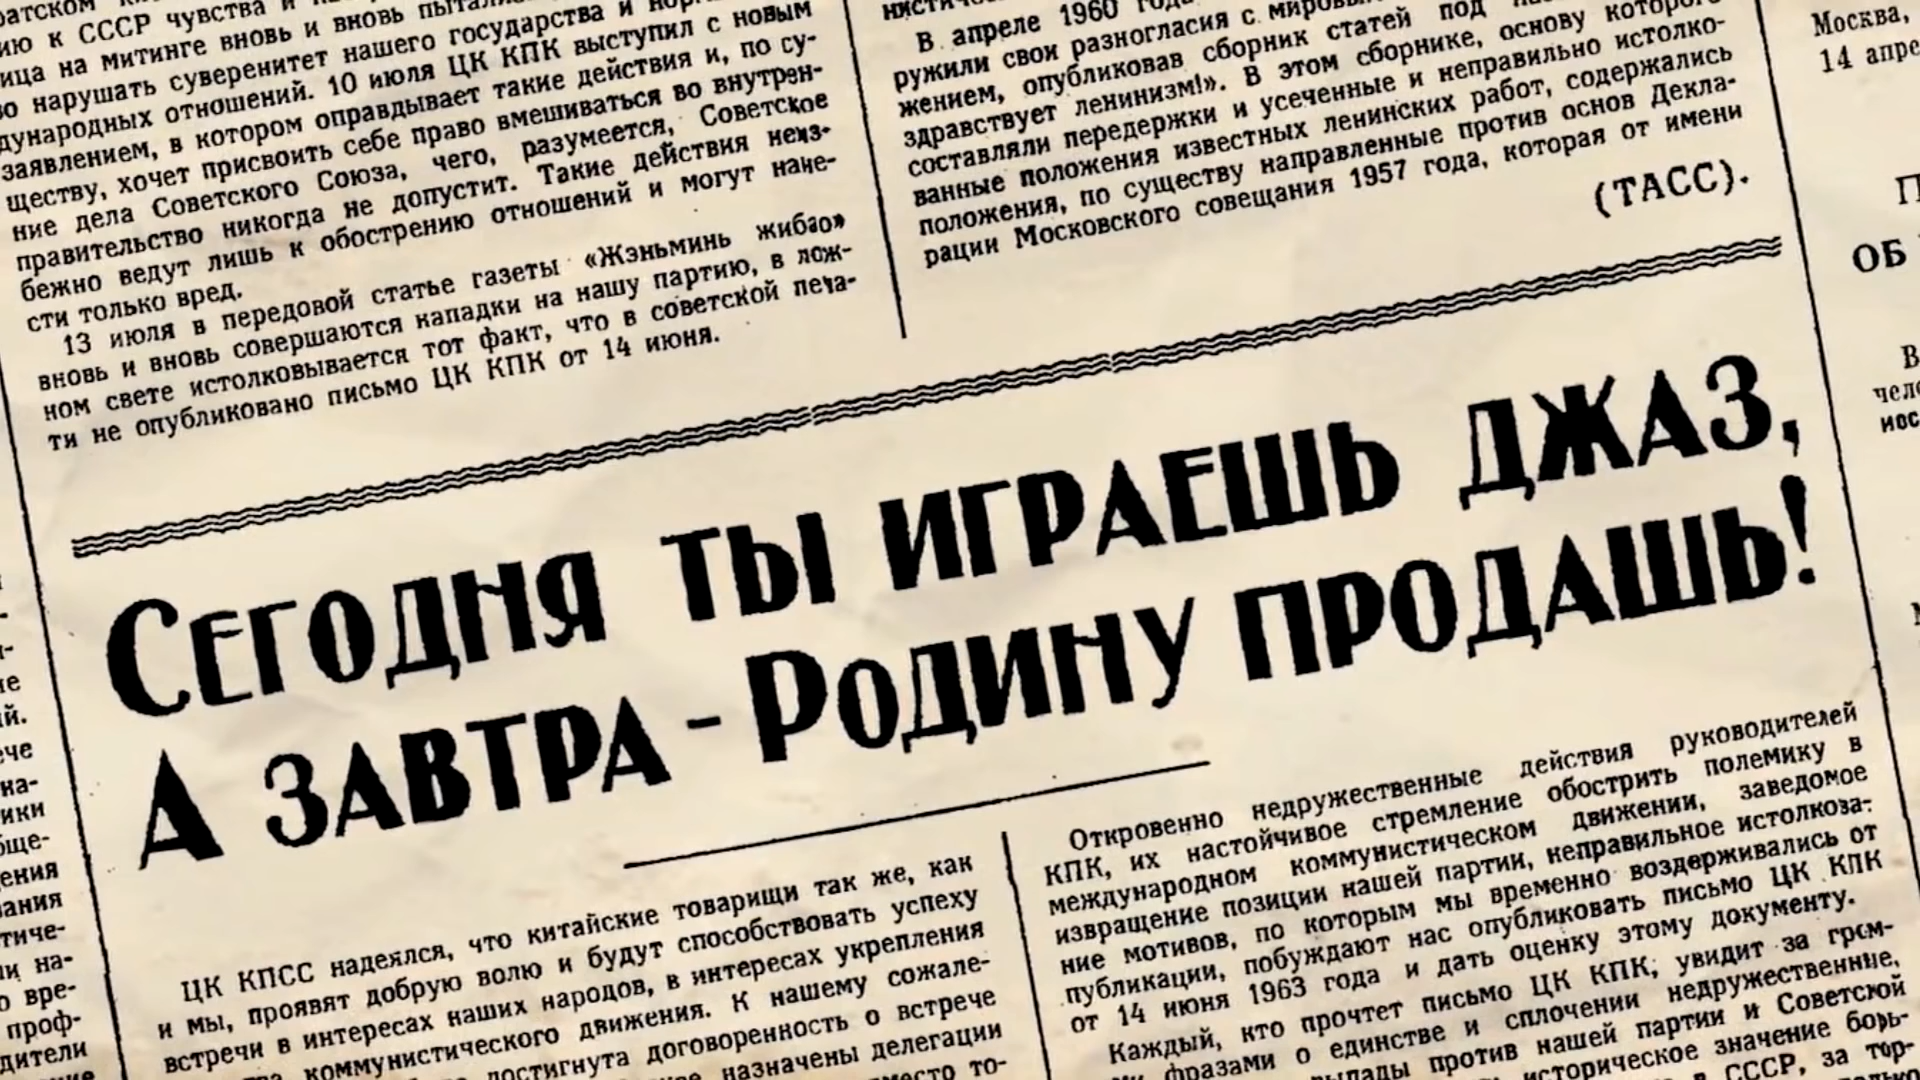 ию к СССР чувства и
ица на митинге вновь и вновь
во нарушать суверенитет нашего государства и
дународных отношений. 10 июля ЦК КПК выступил с новым
заявлением, в котором оправдывает такие действия и, по су-
ществу, хочет присвоить себе право вмешиваться во внутрен-
ние дела Советского Союза, чего, разумеется, Советское
правительство никогда не допустит. Такие действия неиз-
бежно ведут лишь к обострению отношений и могут нане-
сти только вред.
13 июля в передовой статье газеты «Жэньминь жибао»
вновь и вновь совершаются нападки на нашу партию, в лож-
ном свете истолковывается тот факт, что в советской печа-
ти не опубликовано письмо ЦК КПК от 14 июня.
В апреле 1960 года
ружили свои разногласия с
жением, опубликовав сборник статей под
здравствует ленинизм!». В этом сборнике, основу которого
составляли передержки и усеченные и неправильно истолко-
ванные положения известных ленинских работ, содержались
положения, по существу направленные против основ Декла-
рации Московского совещания 1957 года, которая от имени
(ТАСС).
Москва,
14 апре
П
ОБ
В
чело
иос
Сегодня ты играешь джаз,
а завтра – Родину продашь!
ЦК КПСС надеялся, что китайские товарищи так же, как
и мы, проявят добрую волю и будут способствовать успеху
встречи в интересах наших народов, в интересах укрепления
коммунистического движения. К нашему сожале-
достигнута договоренность о встрече
назначены делегации
вместо то-
Откровенно недружественные действия руководителей
КПК, их настойчивое стремление обострить полемику в
международном коммунистическом движении, заведомое
извращение позиции нашей партии, неправильное истолкова-
ние мотивов, по которым мы временно воздерживались от
публикации, побуждают нас опубликовать письмо ЦК КПК
от 14 июня 1963 года и дать оценку этому документу.
Каждый, кто прочтет письмо ЦК КПК, увидит за гром-
фразами о единстве и сплочении недружественные,
выпады против нашей партии и Советской
историческое значение борь-
в СССР, за тор-